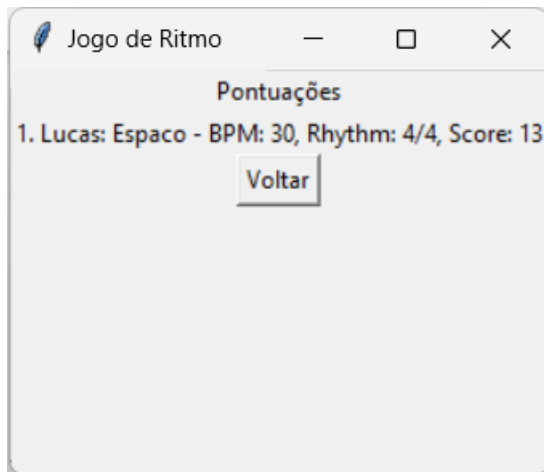 Jogo de Ritmo
Pontuações
1. Lucas: Espaco - BPM: 30, Rhythm: 4/4, Score: 13
Voltar